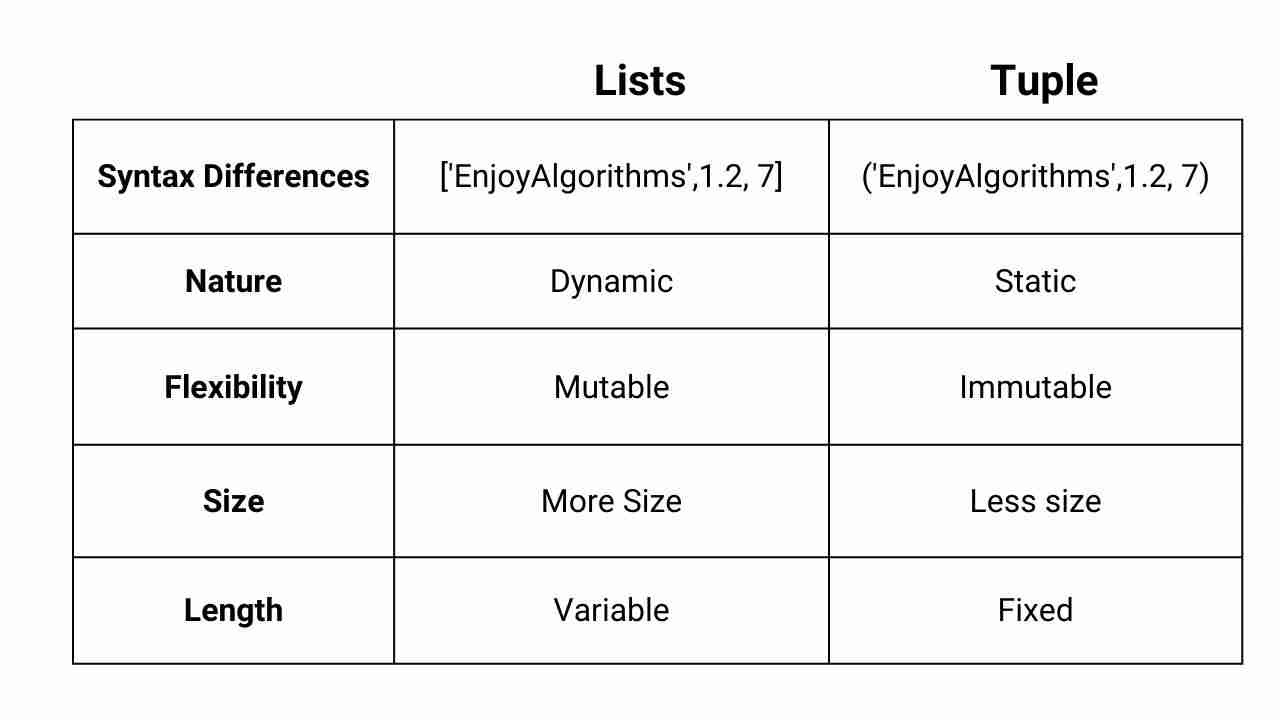 Lists Tuple
Syntax Differences ['EnjoyAlgorithms',1.2, 7] ('EnjoyAlgorithms',1.2, 7)
Nature Dynamic Static
Flexibility Mutable Immutable
Size More Size Less size
Length Variable Fixed